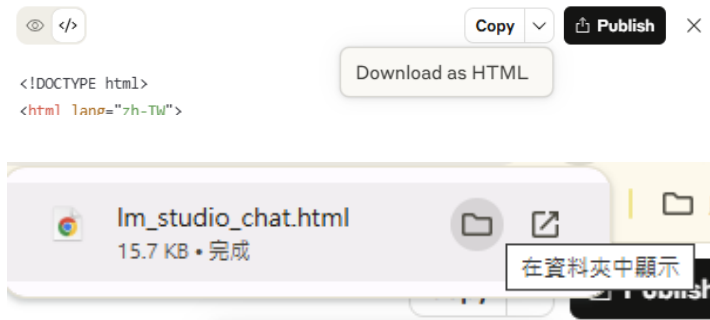 </>
Copy
Publish
Download as HTML
<!DOCTYPE html>
<html lang="zh-TW">
lm_studio_chat.html
15.7 KB • 完成
在資料夾中顯示
Publish